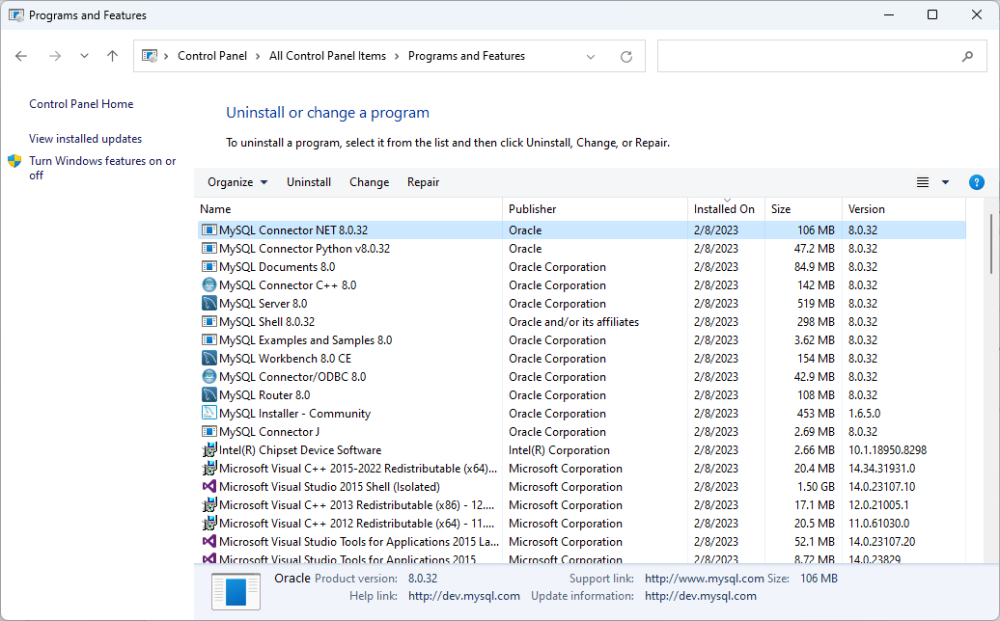 Programs and Features
Control Panel > All Control Panel Items > Programs and Features
Control Panel Home
View installed updates
Turn Windows features on or
off
Uninstall or change a program
To uninstall a program, select it from the list and then click Uninstall, Change, or Repair.
Organize Uninstall Change Repair ?
Name Publisher Installed On Size Version
MySQL Connector NET 8.0.32 Oracle 2/8/2023 106 MB 8.0.32
MySQL Connector Python v8.0.32 Oracle 2/8/2023 47.2 MB 8.0.32
MySQL Documents 8.0 Oracle Corporation 2/8/2023 84.9 MB 8.0.32
MySQL Connector C++ 8.0 Oracle Corporation 2/8/2023 142 MB 8.0.32
MySQL Server 8.0 Oracle Corporation 2/8/2023 519 MB 8.0.32
MySQL Shell 8.0.32 Oracle and/or its affiliates 2/8/2023 298 MB 8.0.32
MySQL Examples and Samples 8.0 Oracle Corporation 2/8/2023 3.62 MB 8.0.32
MySQL Workbench 8.0 CE Oracle Corporation 2/8/2023 154 MB 8.0.32
MySQL Connector/ODBC 8.0 Oracle Corporation 2/8/2023 42.9 MB 8.0.32
MySQL Router 8.0 Oracle Corporation 2/8/2023 108 MB 8.0.32
MySQL Installer - Community Oracle Corporation 2/8/2023 453 MB 1.6.5.0
MySQL Connector J Oracle Corporation 2/8/2023 2.69 MB 8.0.32
Intel(R) Chipset Device Software Intel(R) Corporation 2/8/2023 2.66 MB 10.1.18950.8298
Microsoft Visual C++ 2015-2022 Redistributable (x64)... Microsoft Corporation 2/8/2023 20.4 MB 14.34.31931.0
Microsoft Visual Studio 2015 Shell (Isolated) Microsoft Corporation 2/8/2023 1.50 GB 14.0.23107.10
Microsoft Visual C++ 2013 Redistributable (x86) - 12.... Microsoft Corporation 2/8/2023 17.1 MB 12.0.21005.1
Microsoft Visual C++ 2012 Redistributable (x64) - 11.... Microsoft Corporation 2/8/2023 20.5 MB 11.0.61030.0
Microsoft Visual Studio Tools for Applications 2015 La... Microsoft Corporation 2/8/2023 52.1 MB 14.0.23107.20
Microsoft Visual Studio Tools for Applications 2015 Microsoft Corporation 2/8/2023 8.72 MB 14.0.23829
Oracle Product version: 8.0.32 Support link: http://www.mysql.com Size: 106 MB
Help link: http://dev.mysql.com Update information: http://dev.mysql.com